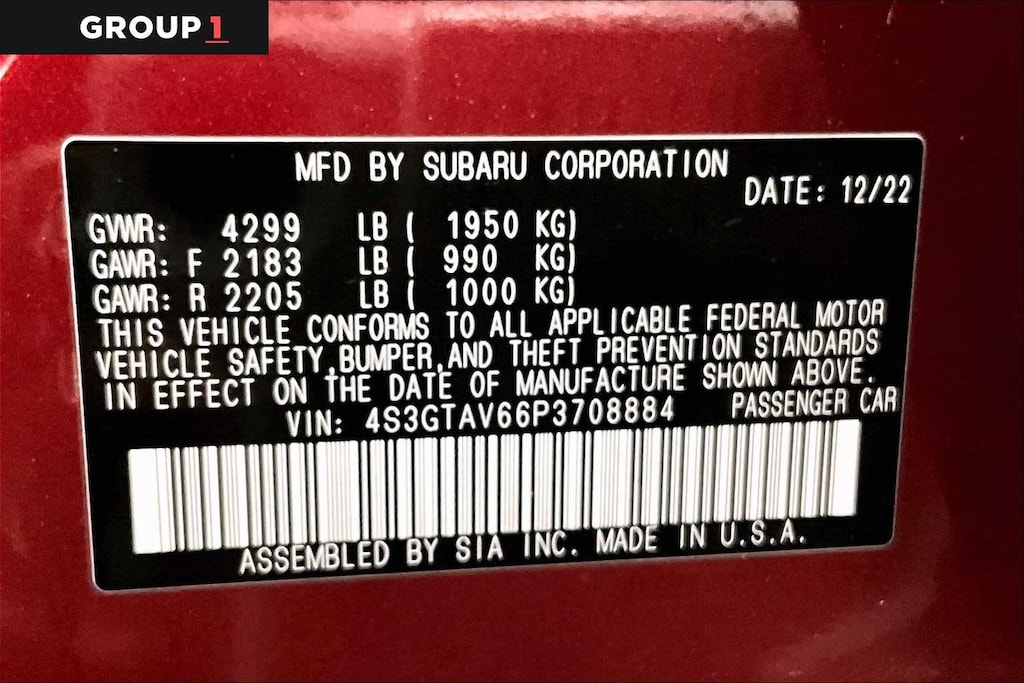 GROUP 1
MFD BY SUBARU CORPORATION
DATE: 12/22
GVWR: 4299 LB ( 1950 KG)
GAWR: F 2183 LB ( 990 KG)
GAWR: R 2205 LB ( 1000 KG)
THIS VEHICLE CONFORMS TO ALL APPLICABLE FEDERAL MOTOR
VEHICLE SAFETY,BUMPER,AND THEFT PREVENTION STANDARDS
IN EFFECT ON THE DATE OF MANUFACTURE SHOWN ABOVE.
VIN: 4S3GTAV66P3708884 PASSENGER CAR
ASSEMBLED BY SIA INC. MADE IN U.S.A.